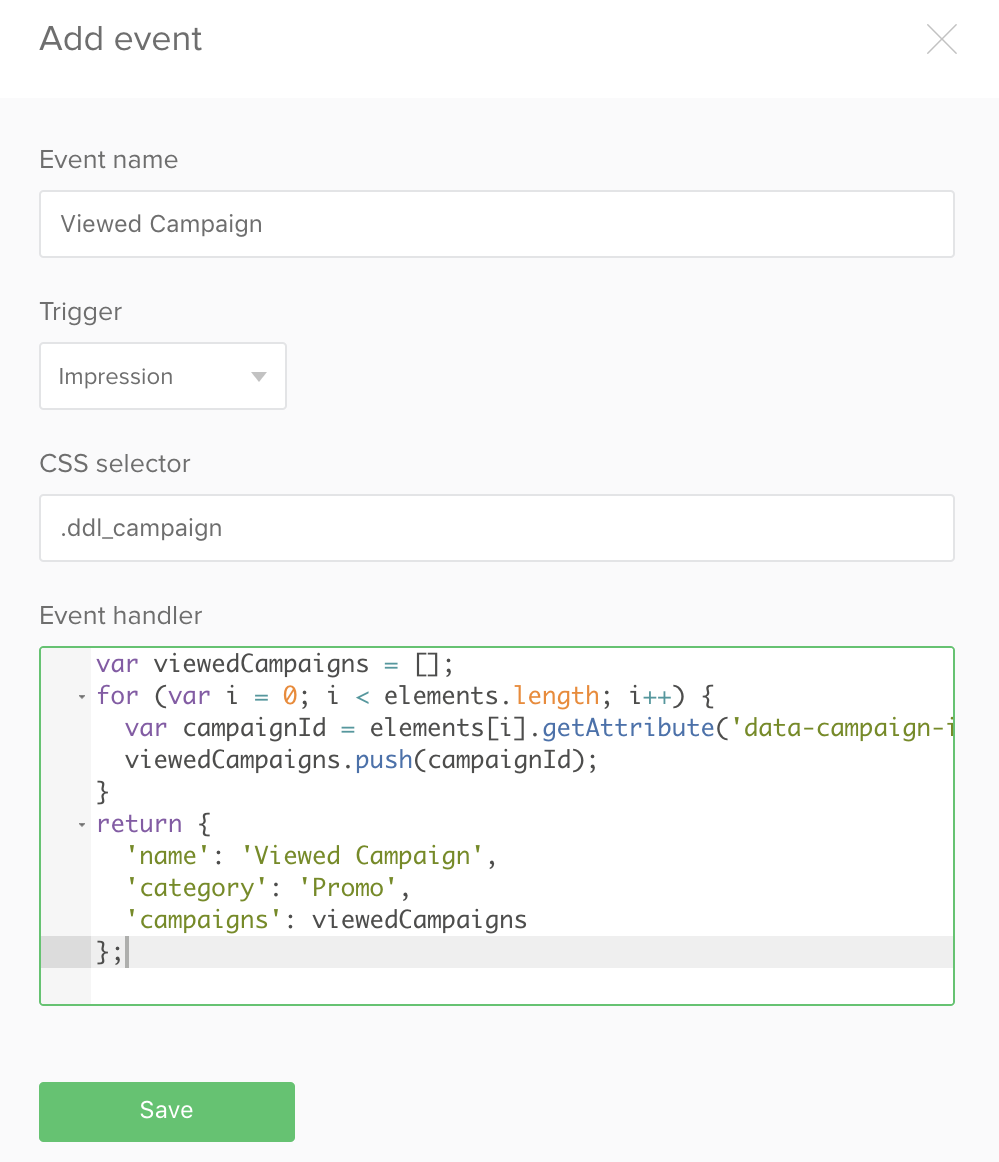 Add event
Event name
Viewed Campaign
Trigger
Impression
CSS selector
.ddl_campaign
Event handler
var viewedCampaigns = [];
for (var i = 0; i < elements.length; i++) {
  var campaignId = elements[i].getAttribute('data-campaign-i
  viewedCampaigns.push(campaignId);
}
return {
  'name': 'Viewed Campaign',
  'category': 'Promo',
  'campaigns': viewedCampaigns
};
Save